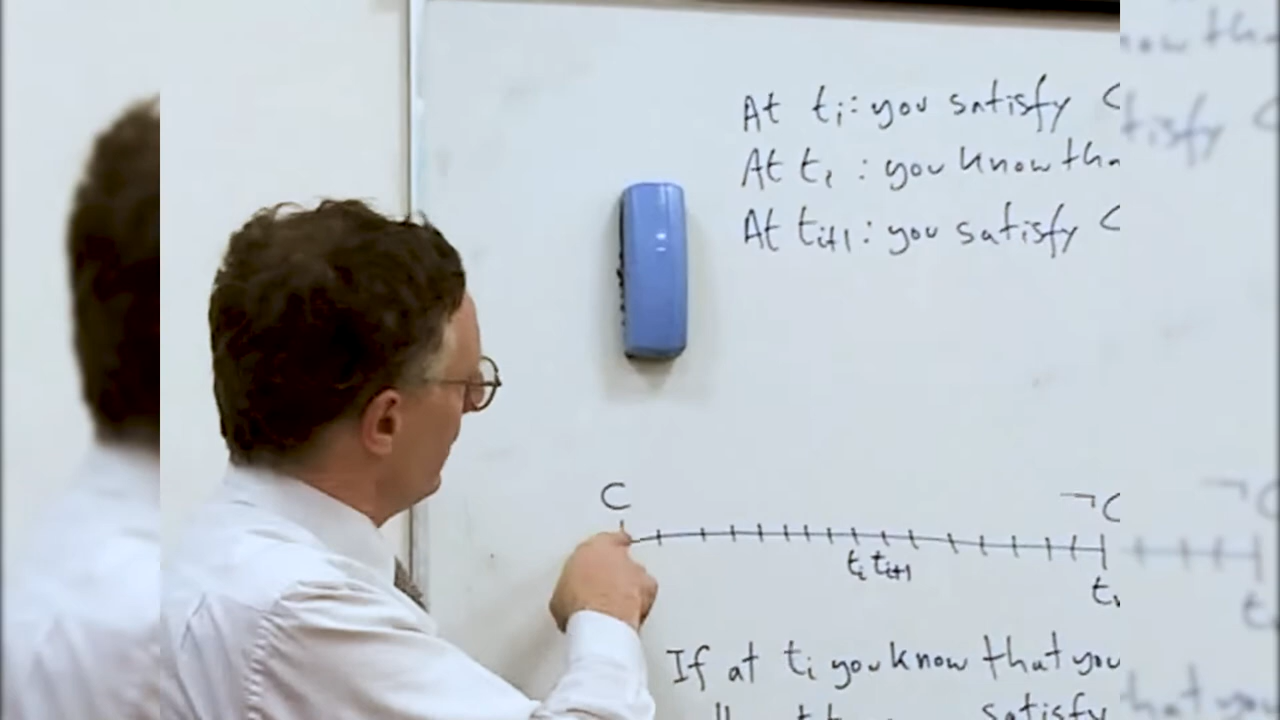 At ti: you satisfy C
At ti : you know tha
At ti+1: you satisfy C
C ¬C
ti ti+1
t
If at ti you know that you
satisfy